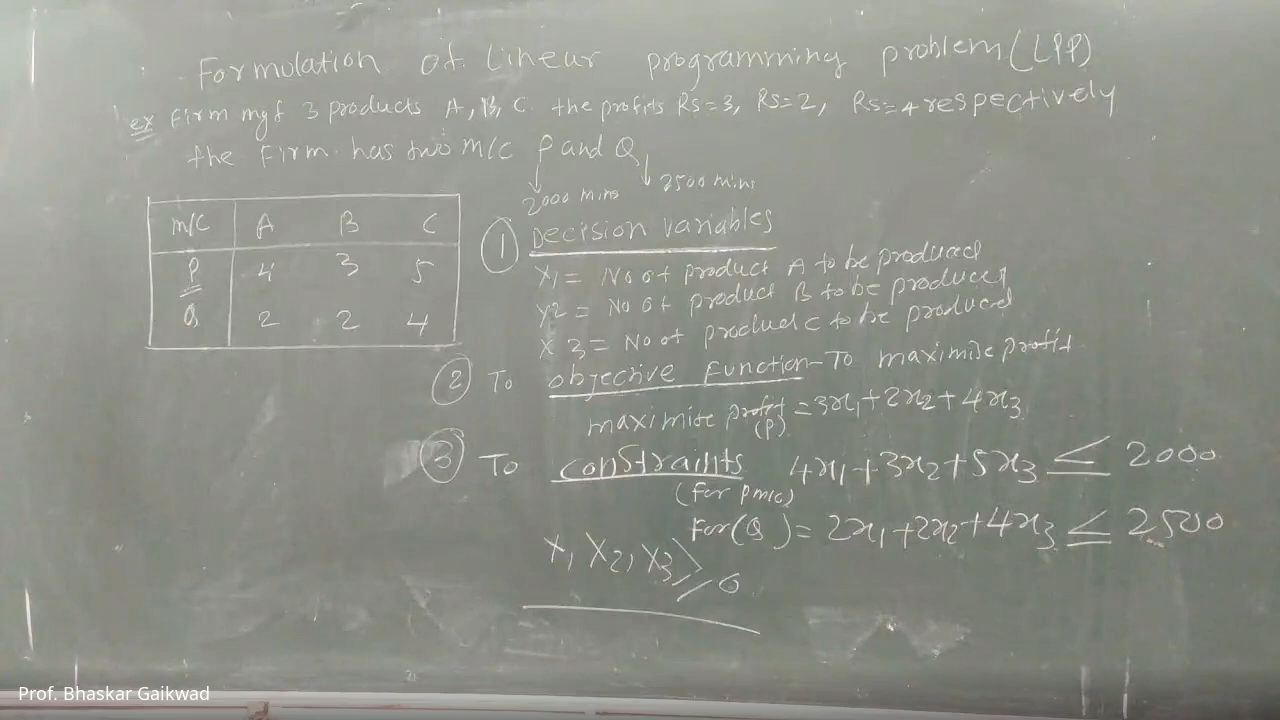 Formulation of Linear programming problem (LPP)
ex Firm mgf 3 products A, B, C. the profits Rs=3, Rs=2, Rs=4 respectively
the Firm has two M/C P and Q
2000 mins 2500 mins
M/C A B C
P 4 3 5
Q 2 2 4
① Decision variables
X1 = No of product A to be produced
X2 = No of product B to be produced
X3 = No of product C to be produced
② To objective Function - To maximise profit
maximise profit (P) = 3x1 + 2x2 + 4x3
③ To constraints 4x1 + 3x2 + 5x3 ≤ 2000
(For P m/c)
For (Q) = 2x1 + 2x2 + 4x3 ≤ 2500
X1 X2, X3 ≥ 0
Prof. Bhaskar Gaikwad